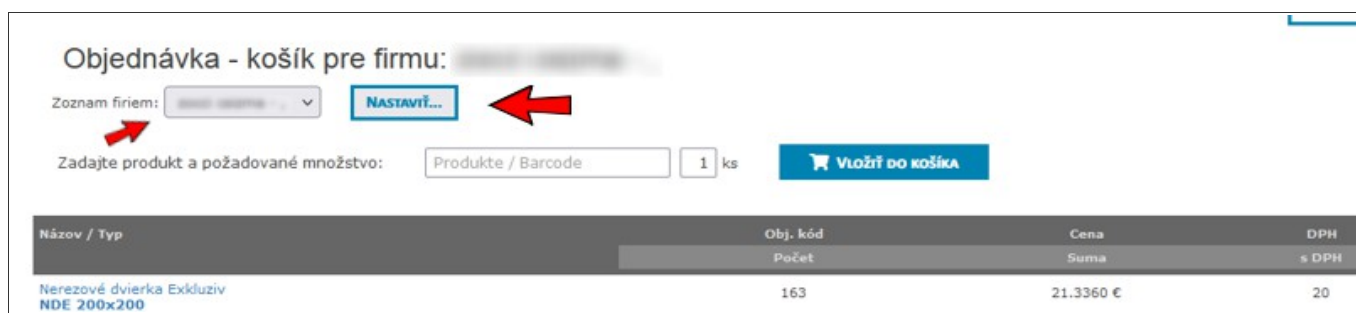 Objednávka - košík pre firmu:
Zoznam firiem:
NASTAVIŤ...
Zadajte produkt a požadované množstvo: Produkte / Barcode 1 ks VLOŽIŤ DO KOŠÍKA
Názov / Typ Obj. kód Cena DPH
Počet Suma s DPH
Nerezové dvierka Exkluziv 163 21.3360 € 20
NDE 200x200